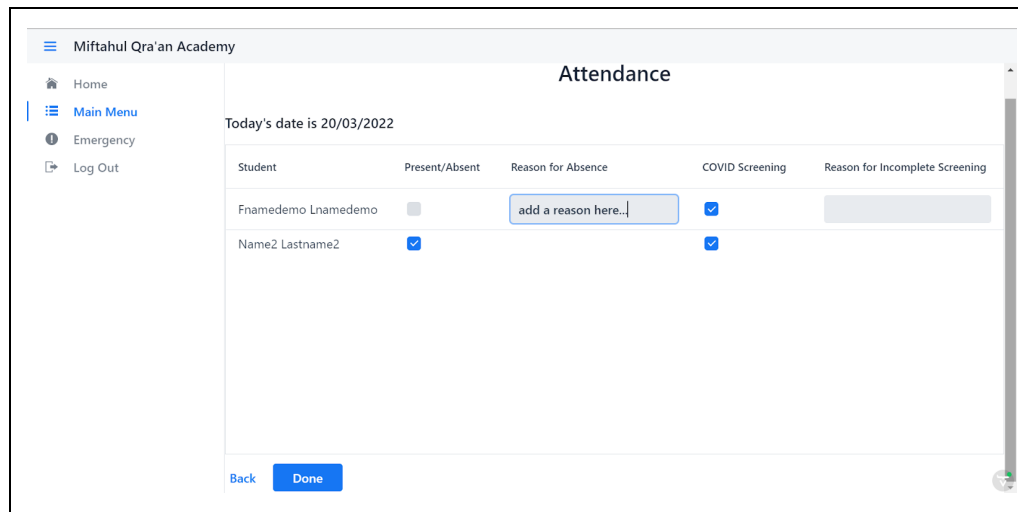 Miftahul Qra'an Academy
Home
Main Menu
Emergency
Log Out
Attendance
Today's date is 20/03/2022
Student Present/Absent Reason for Absence COVID Screening Reason for Incomplete Screening
Fnamedemo Lnamedemo add a reason here...
Name2 Lastname2
Back Done